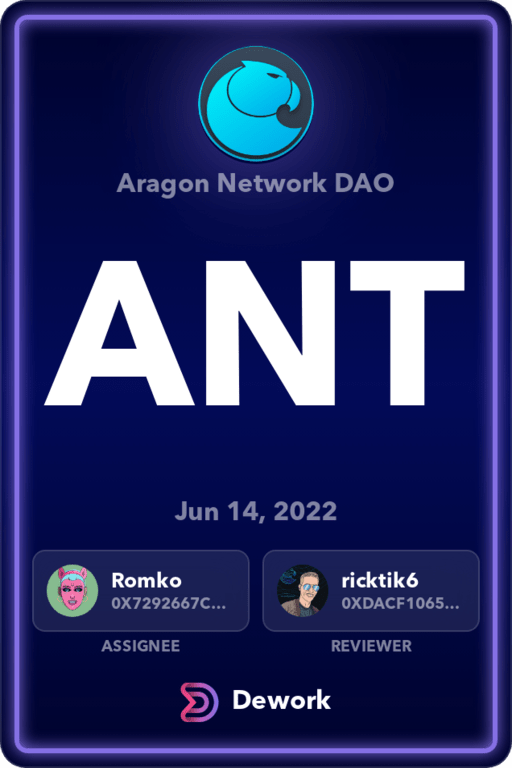 Aragon Network DAO
ANT
Jun 14, 2022
Romko
0X7292667C...
ricktik6
0XDACF1065...
ASSIGNEE
REVIEWER
Dework